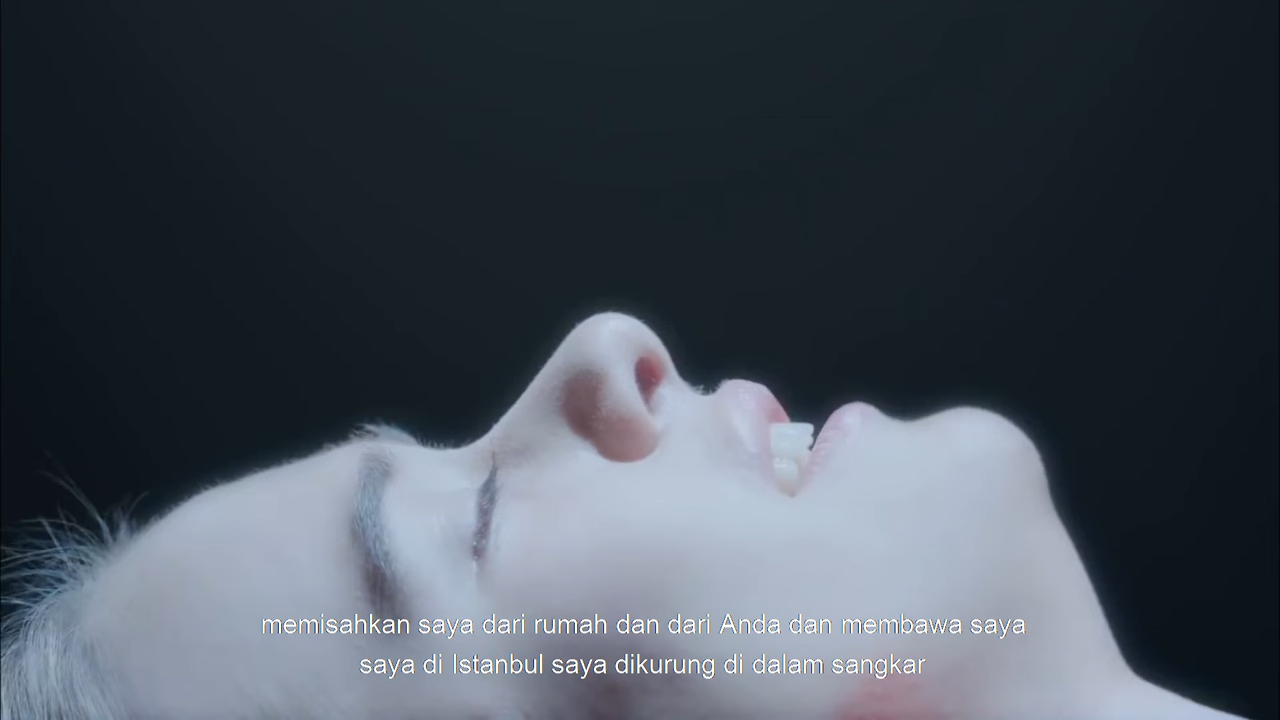 memisahkan saya dari rumah dan dari Anda dan membawa saya
saya di Istanbul saya dikurung di dalam sangkar